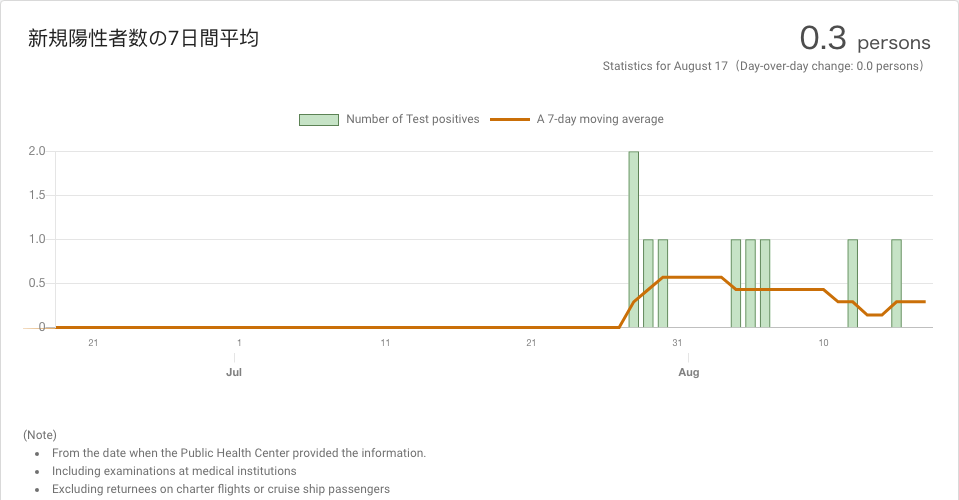 新規陽性者数の7日間平均
0.3 persons
Statistics for August 17（Day-over-day change: 0.0 persons）
Number of Test positives A 7-day moving average
2.0
1.5
1.0
0.5
0
21 1 11 21 31 10
Jul Aug
(Note)
• From the date when the Public Health Center provided the information.
• Including examinations at medical institutions
• Excluding returnees on charter flights or cruise ship passengers